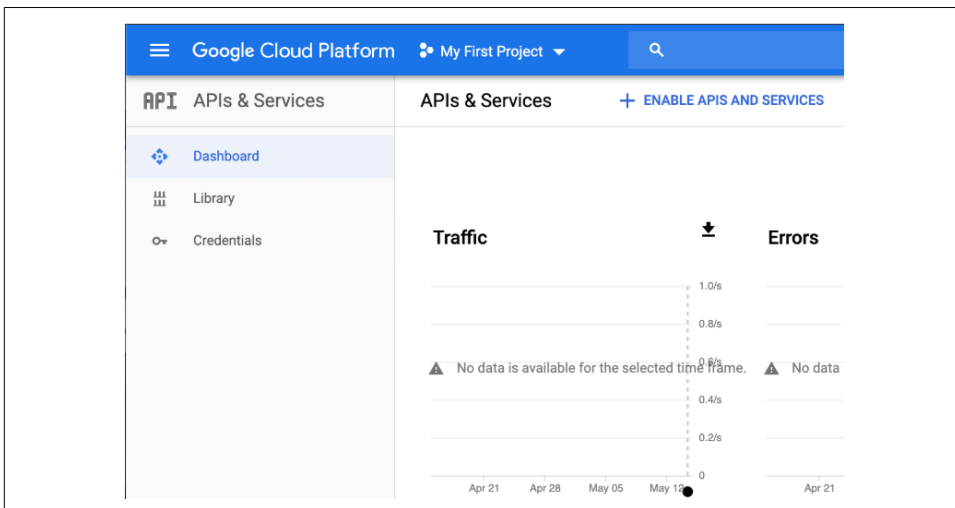 Google Cloud Platform My First Project
API APIs & Services
APIs & Services + ENABLE APIS AND SERVICES
Dashboard
Library
Credentials
Traffic
Errors
1.0/s
0.8/s
0.6/s
No data is available for the selected time frame.
No data
0.4/s
0.2/s
0
Apr 21 Apr 28 May 05 May 12
Apr 21